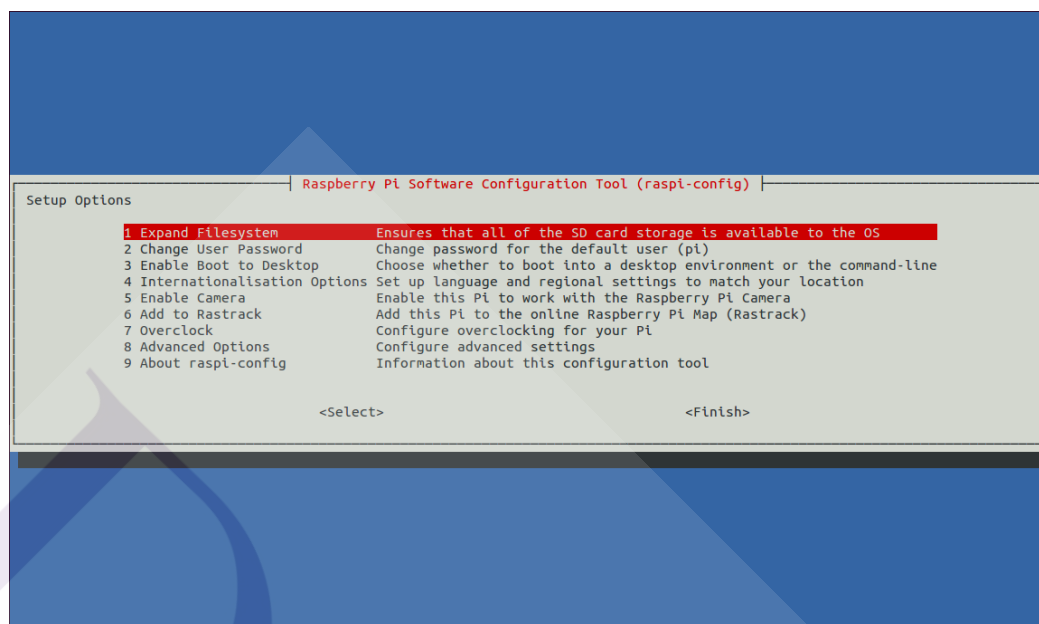 Raspberry Pi Software Configuration Tool (raspi-config)
Setup Options
1 Expand Filesystem Ensures that all of the SD card storage is available to the OS
2 Change User Password Change password for the default user (pi)
3 Enable Boot to Desktop Choose whether to boot into a desktop environment or the command-line
4 Internationalisation Options Set up language and regional settings to match your location
5 Enable Camera Enable this Pi to work with the Raspberry Pi Camera
6 Add to Rastrack Add this Pi to the online Raspberry Pi Map (Rastrack)
7 Overclock Configure overclocking for your Pi
8 Advanced Options Configure advanced settings
9 About raspi-config Information about this configuration tool
<Select> <Finish>